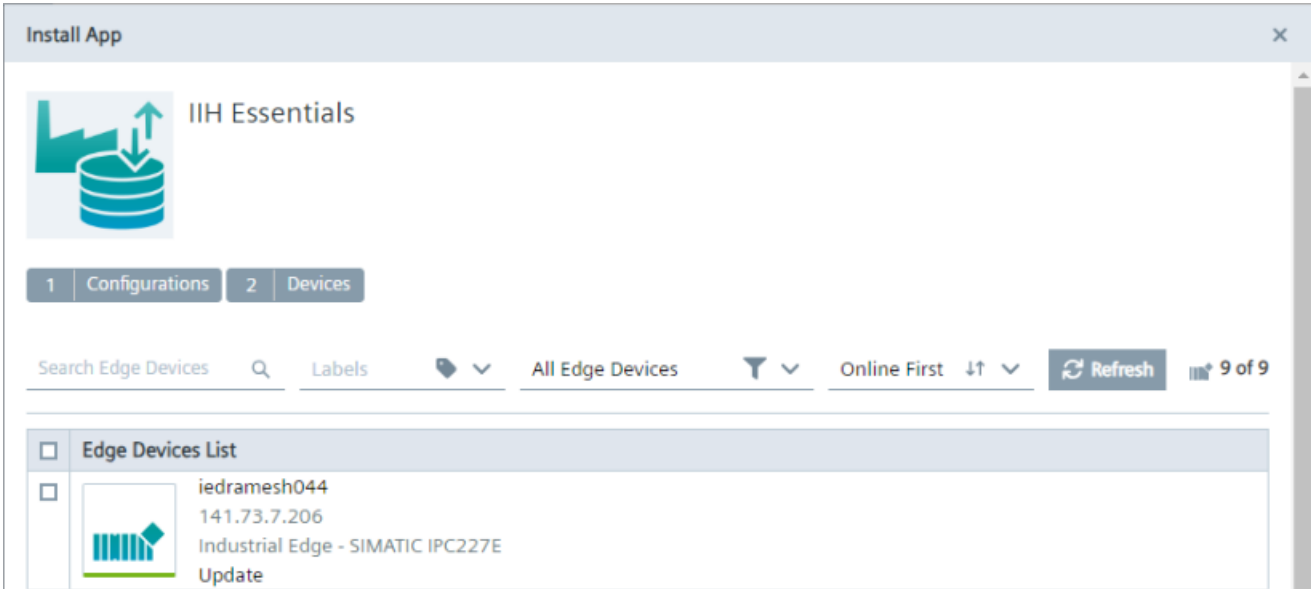 Install App
IIH Essentials
1 Configurations 2 Devices
Search Edge Devices Labels All Edge Devices Online First Refresh 9 of 9
Edge Devices List
iedramesh044
141.73.7.206
Industrial Edge - SIMATIC IPC227E
Update